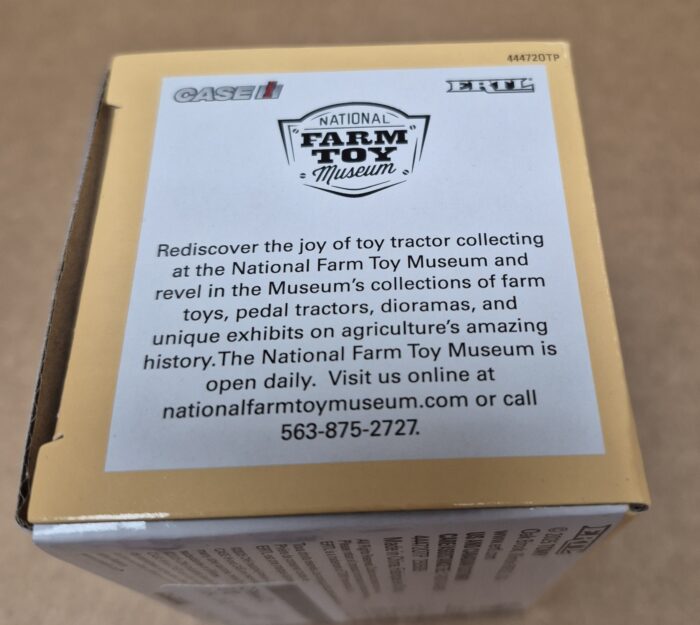 44472OTP
CASE IH
ERTL
NATIONAL
FARM
TOY
Museum
Rediscover the joy of toy tractor collecting
at the National Farm Toy Museum and
revel in the Museum's collections of farm
toys, pedal tractors, dioramas, and
unique exhibits on agriculture's amazing
history.The National Farm Toy Museum is
open daily. Visit us online at
nationalfarmtoymuseum.com or call
563-875-2727.
ERTL